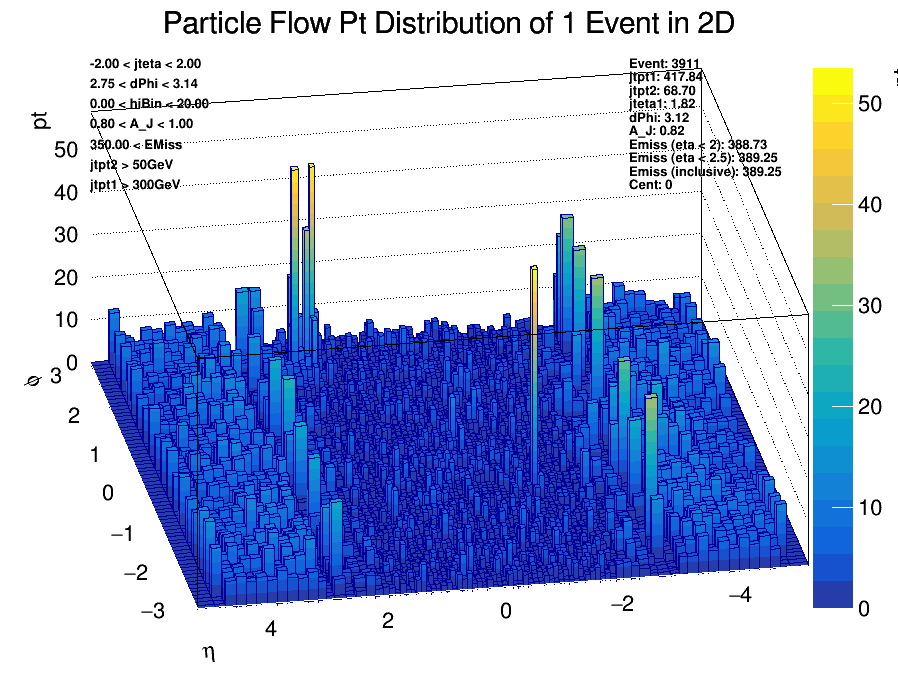 Particle Flow Pt Distribution of 1 Event in 2D
-2.00 < jteta < 2.00
2.75 < dPhi < 3.14
0.00 < hiBin < 20.00
0.80 < A_J < 1.00
350.00 < EMiss
jtpt2 > 50GeV
jtpt1 > 300GeV
Event: 3911
jtpt1: 417.84
jtpt2: 68.70
jteta1: 1.82
dPhi: 3.12
A_J: 0.82
Emiss (eta < 2): 388.73
Emiss (eta < 2.5): 389.25
Emiss (inclusive): 389.25
Cent: 0
pt
50
40
30
20
10
0
φ
3
2
1
0
−1
−2
−3
4
2
0
−2
−4
η
50
40
30
20
10
0